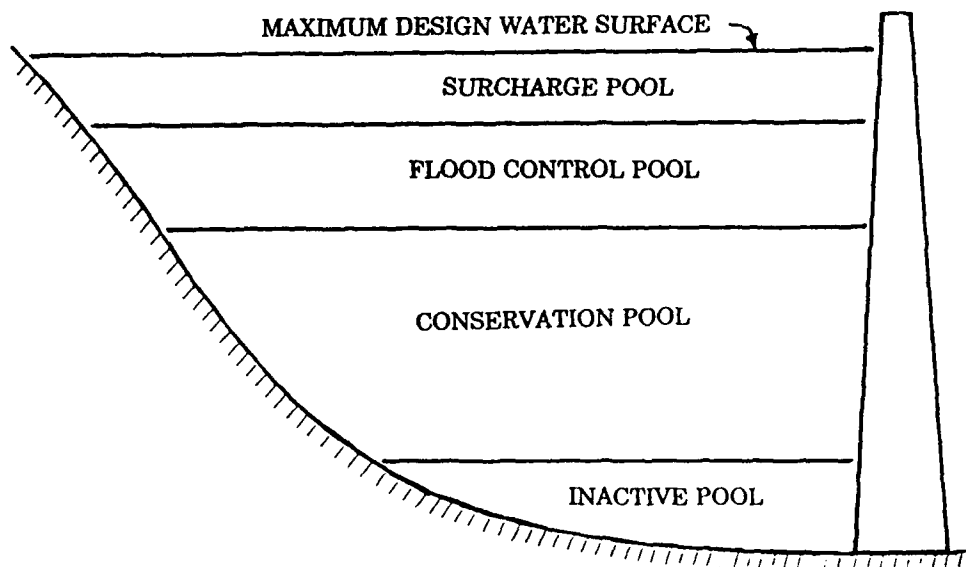 MAXIMUM DESIGN WATER SURFACE
SURCHARGE POOL
FLOOD CONTROL POOL
CONSERVATION POOL
INACTIVE POOL